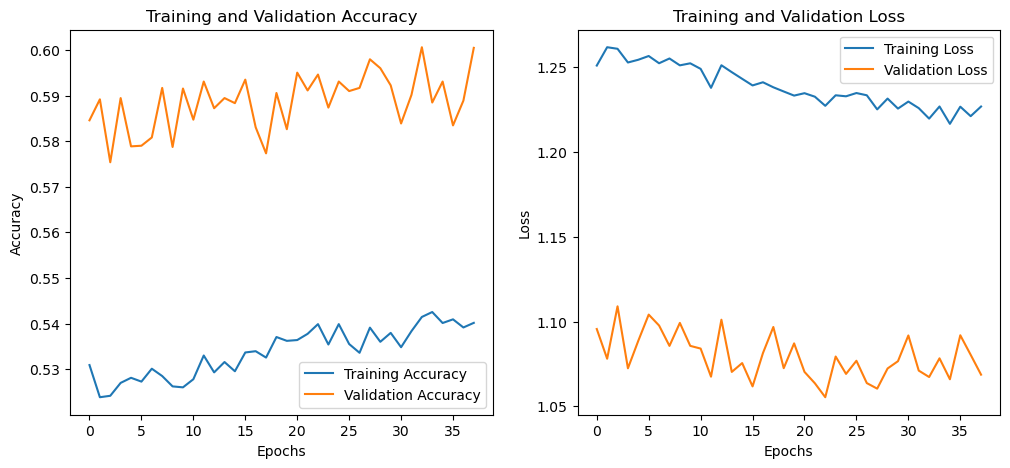 Training and Validation Accuracy
0.60
0.59
0.58
0.57
0.56
0.55
0.54
0.53
Accuracy
0 5 10 15 20 25 30 35
Epochs
Training Accuracy
Validation Accuracy
Training and Validation Loss
1.25
1.20
1.15
1.10
1.05
Loss
0 5 10 15 20 25 30 35
Epochs
Training Loss
Validation Loss